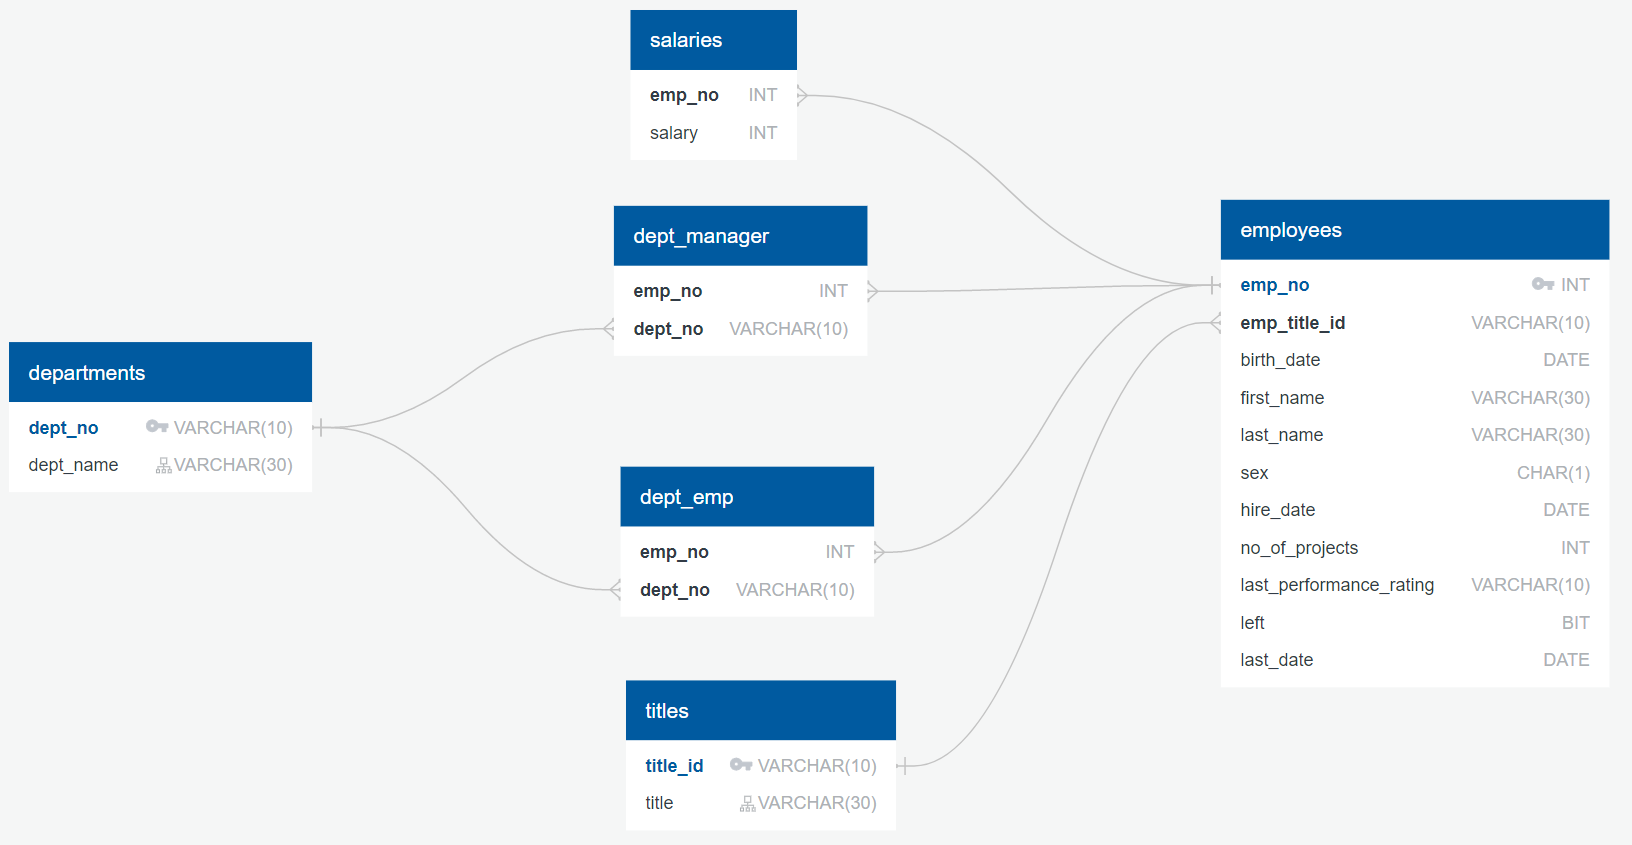 salaries
emp_no INT
salary INT
dept_manager
emp_no INT
dept_no VARCHAR(10)
departments
dept_no VARCHAR(10)
dept_name VARCHAR(30)
dept_emp
emp_no INT
dept_no VARCHAR(10)
titles
title_id VARCHAR(10)
title VARCHAR(30)
employees
emp_no INT
emp_title_id VARCHAR(10)
birth_date DATE
first_name VARCHAR(30)
last_name VARCHAR(30)
sex CHAR(1)
hire_date DATE
no_of_projects INT
last_performance_rating VARCHAR(10)
left BIT
last_date DATE